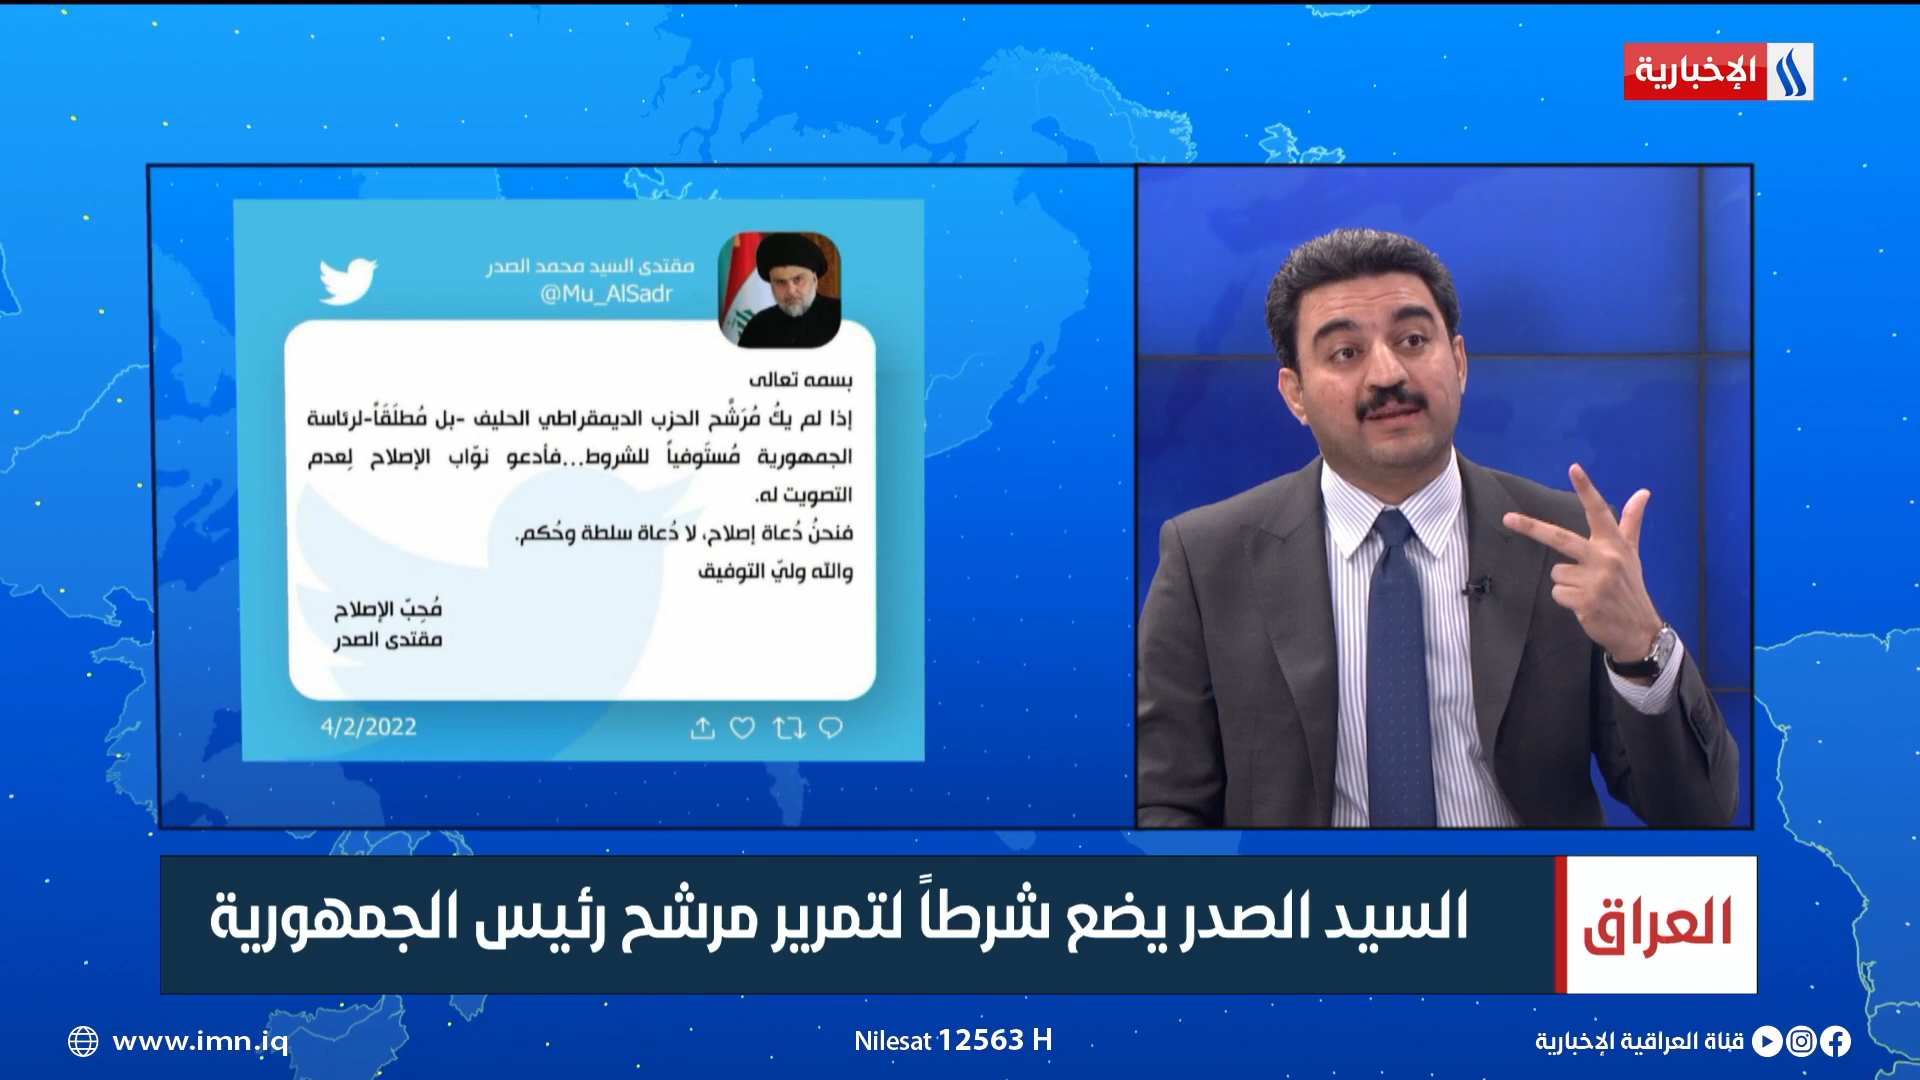 الإخبارية
مقتدى السيد محمد الصدر
@Mu_AlSadr
بسمه تعالى
إذا لم يكُ مُرَشَّح الحزب الديمقراطي الحليف -بل مُطلَقَاً-لرئاسة
الجمهورية مُستَوفياً للشروط...فأدعو نوّاب الإصلاح لِعدم
التصويت له.
فنحنُ دُعاة إصلاح، لا دُعاة سلطة وحُكم.
والله وليّ التوفيق
مُحِبّ الإصلاح
مقتدى الصدر
4/2/2022
العراق
السيد الصدر يضع شرطاً لتمرير مرشح رئيس الجمهورية
www.imn.iq
Nilesat 12563 H
قناة العراقية الإخبارية